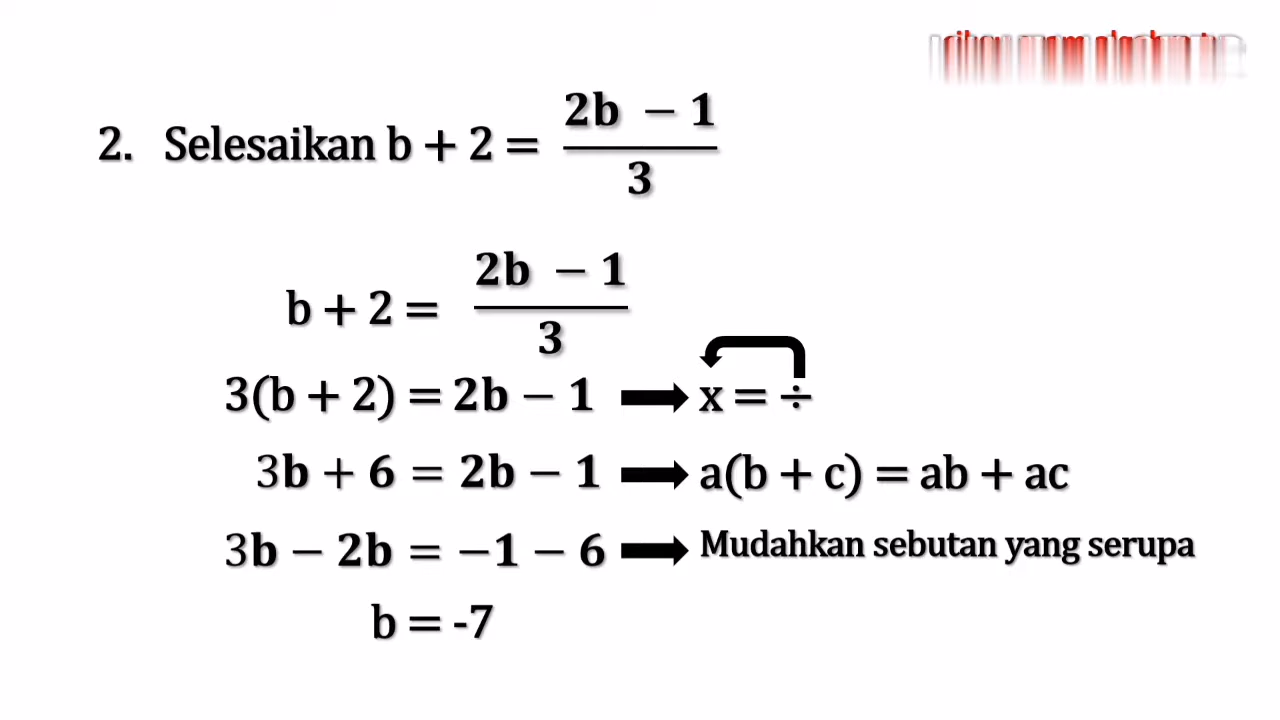 2. Selesaikan b + 2 = 2b − 1 / 3
b + 2 = 2b − 1 / 3
3(b + 2) = 2b − 1 ➡ x = ÷
3b + 6 = 2b − 1 ➡ a(b + c) = ab + ac
3b − 2b = −1 − 6 ➡ Mudahkan sebutan yang serupa
b = -7